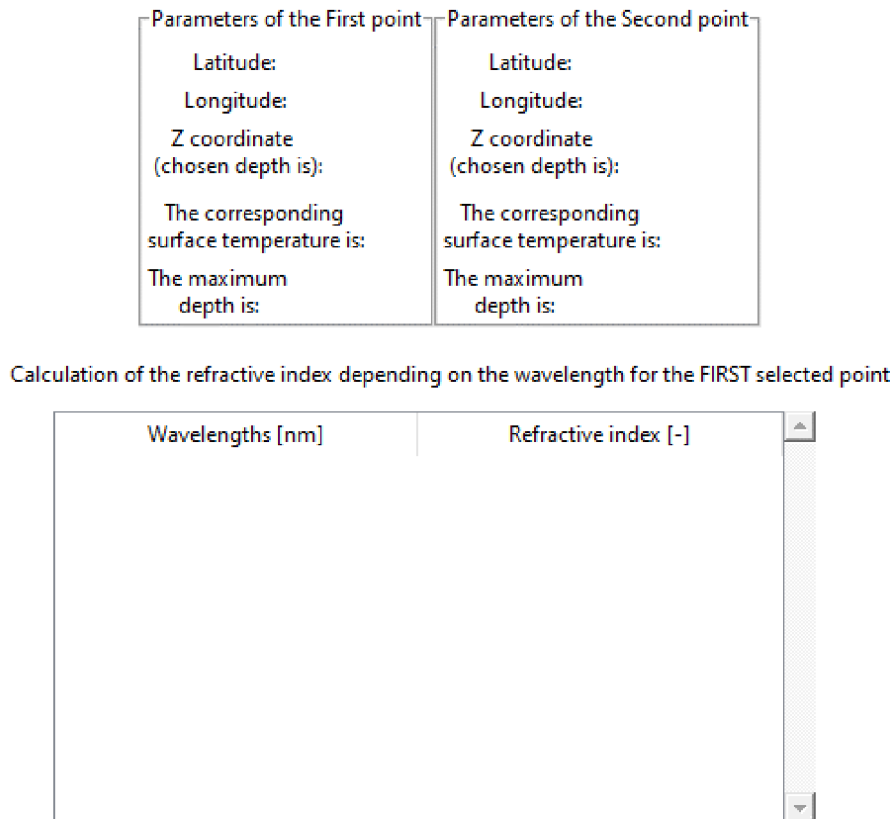 Parameters of the First point
Latitude:
Longitude:
Z coordinate
(chosen depth is):
The corresponding
surface temperature is:
The maximum
depth is:
Parameters of the Second point
Latitude:
Longitude:
Z coordinate
(chosen depth is):
The corresponding
surface temperature is:
The maximum
depth is:
Calculation of the refractive index depending on the wavelength for the FIRST selected point
Wavelengths [nm]
Refractive index [-]